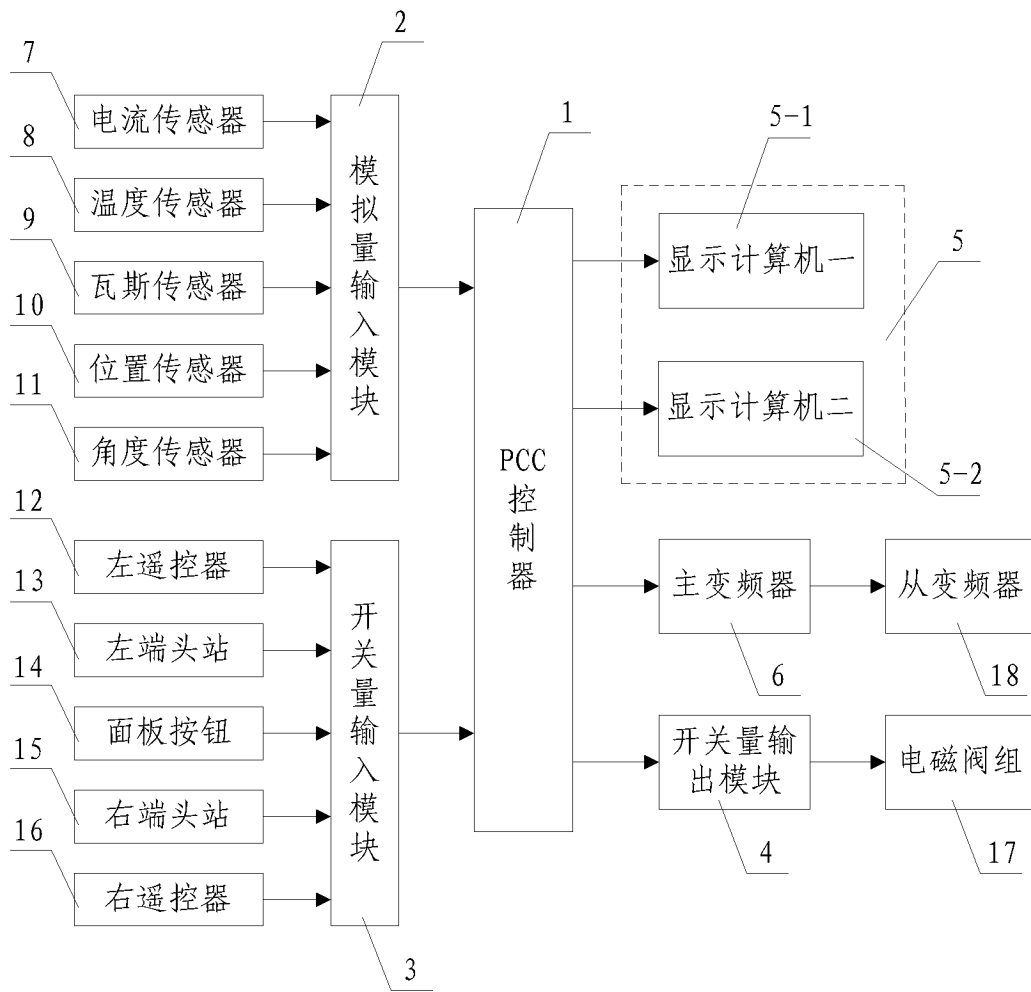 7
电流传感器
8
温度传感器
9
瓦斯传感器
10
位置传感器
11
角度传感器
2
模拟量输入模块
12
左遥控器
13
左端头站
14
面板按钮
15
右端头站
16
右遥控器
开关量输入模块
3
1
PCC
控制器
5-1
显示计算机一
5
显示计算机二
5-2
主变频器
6
从变频器
18
开关量输
出模块
4
电磁阀组
17